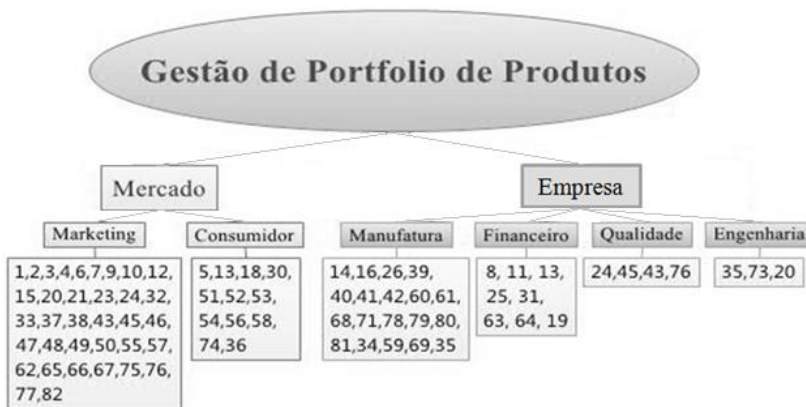 Gestão de Portfolio de Produtos
Mercado
Empresa
Marketing
Consumidor
Manufatura
Financeiro
Qualidade
Engenharia
1,2,3,4,6,7,9,10,12,
15,20,21,23,24,32,
33,37,38,43,45,46,
47,48,49,50,55,57,
62,65,66,67,75,76,
77,82
5,13,18,30,
51,52,53,
54,56,58,
74,36
14,16,26,39,
40,41,42,60,61,
68,71,78,79,80,
81,34,59,69,35
8, 11, 13,
25, 31,
63, 64, 19
24,45,43,76
35,73,20